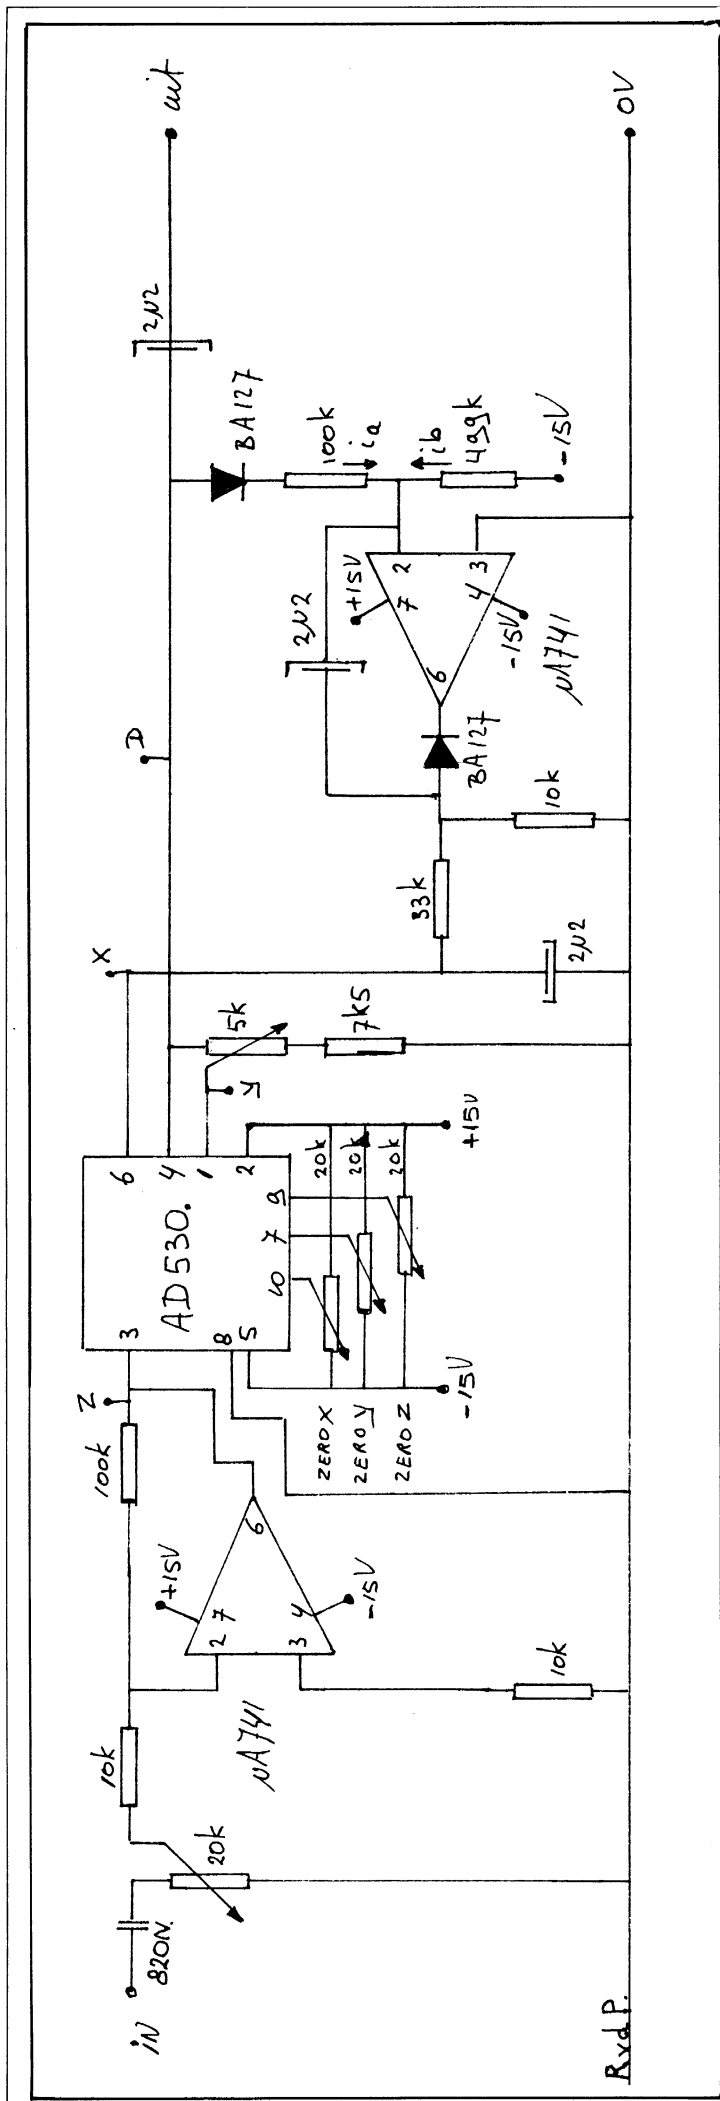 IN
820N.
20k
10k
µA741
2
3
7
4
6
+15V
-15V
10k
100k
Z
3
8
5
AD530.
6
4
1
2
10
7
9
ZERO X
ZERO Y
ZERO Z
-15V
20k
20k
20k
+15V
Y
5k
7k5
X
2µ2
33k
10k
D
BA127
6
2µ2
+15V
7
2
3
4
-15V
µA741
100k
ia
ib
499k
-15V
BA127
2µ2
uit
0V
RvdP.